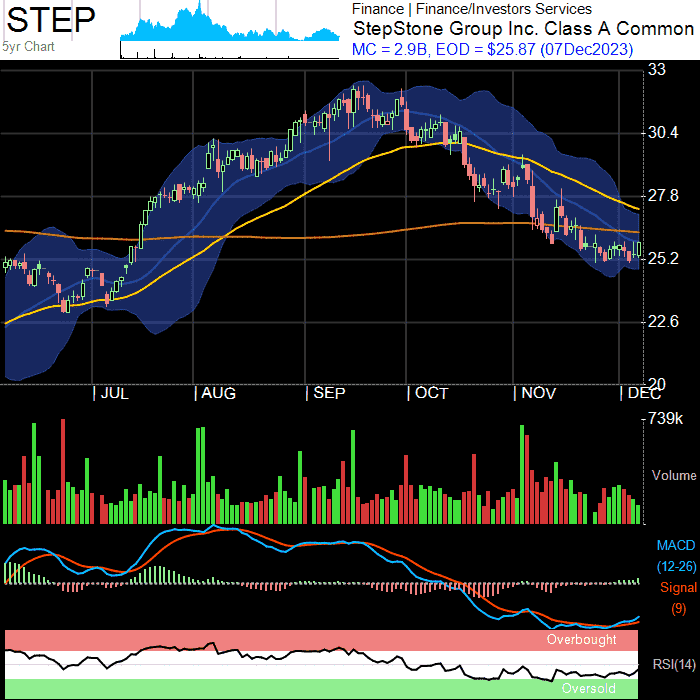 STEP
5yr Chart
Finance | Finance/Investors Services
StepStone Group Inc. Class A Common
MC = 2.9B, EOD = $25.87 (07Dec2023)
33
30.4
27.8
25.2
22.6
20
JUL
AUG
SEP
OCT
NOV
DEC
739k
Volume
MACD
(12-26)
Signal
(9)
Overbought
RSI(14)
Oversold